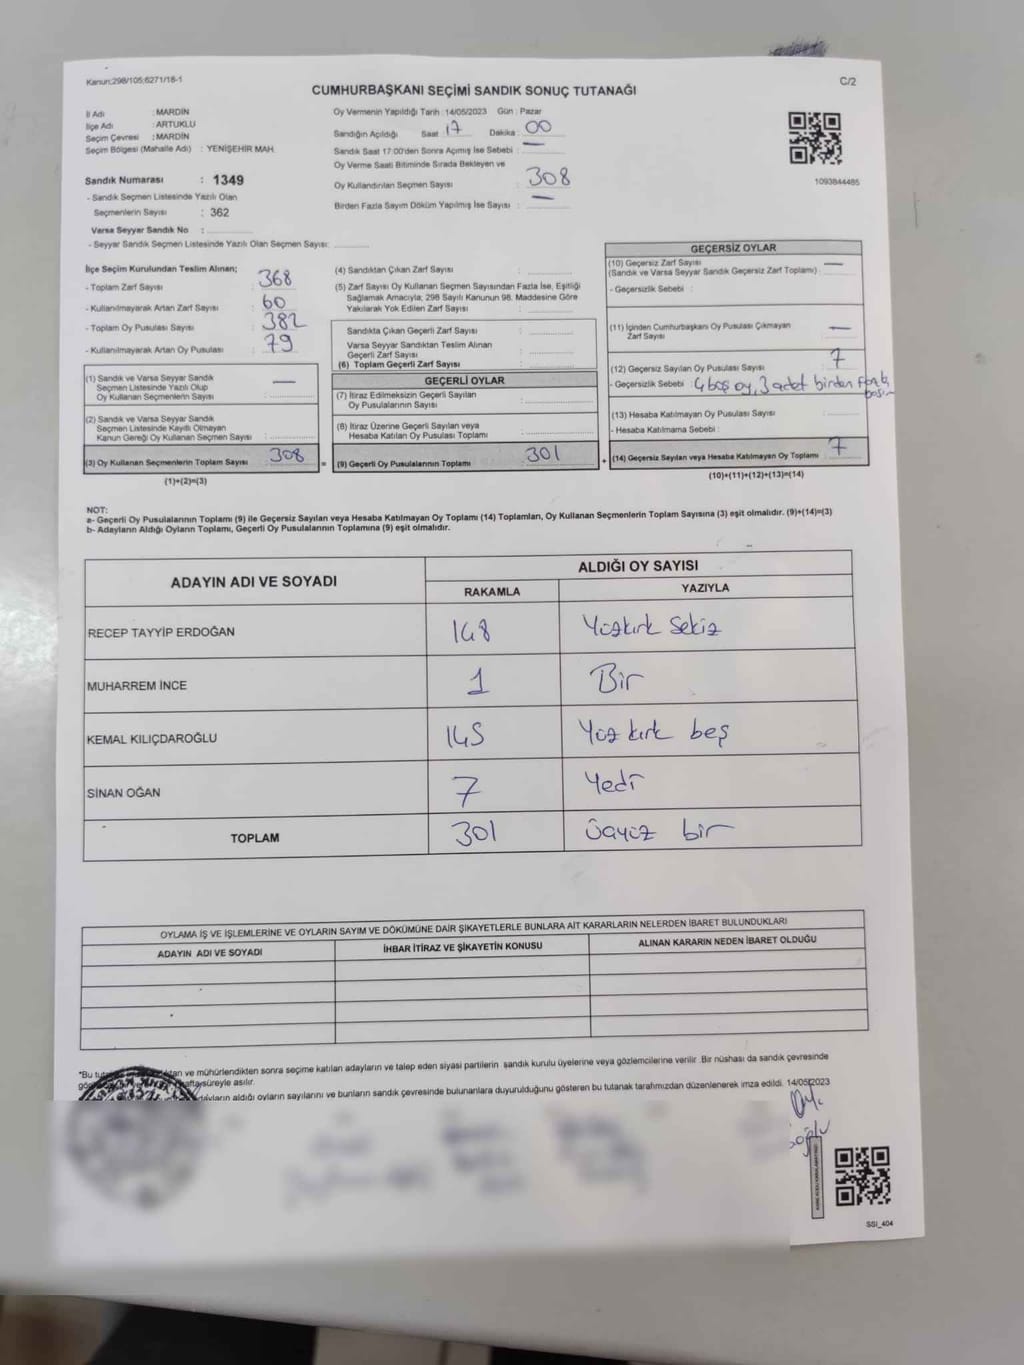 Kanun:298/105;6271/18-1
C/2
CUMHURBAŞKANI SEÇİMİ SANDIK SONUÇ TUTANAĞI
İl Adı : MARDİN
İlçe Adı : ARTUKLU
Seçim Çevresi : MARDİN
Seçim Bölgesi (Mahalle Adı) : YENİŞEHİR MAH.
Sandık Numarası : 1349
- Sandık Seçmen Listesinde Yazılı Olan
Seçmenlerin Sayısı : 362
Varsa Seyyar Sandık No :
- Seyyar Sandık Seçmen Listesinde Yazılı Olan Seçmen Sayısı:
Oy Vermenin Yapıldığı Tarih : 14/05/2023 Gün : Pazar
Sandığın Açıldığı Saat : 17 Dakika : 00
Sandık Saat 17:00'den Sonra Açımış İse Sebebi : —
Oy Verme Saati Bitiminde Sırada Bekleyen ve
Oy Kullandırılan Seçmen Sayısı : 308
Birden Fazla Sayım Döküm Yapılmış İse Sayısı : —
1093844485
İlçe Seçim Kurulundan Teslim Alınan;
- Toplam Zarf Sayısı : 368
- Kullanılmayarak Artan Zarf Sayısı : 60
- Toplam Oy Pusulası Sayısı : 382
- Kullanılmayarak Artan Oy Pusulası : 79
(1) Sandık ve Varsa Seyyar Sandık
Seçmen Listesinde Yazılı Olup
Oy Kullanan Seçmenlerin Sayısı : —
(2) Sandık ve Varsa Seyyar Sandık
Seçmen Listesinde Kayıtlı Olmayan
Kanun Gereği Oy Kullanan Seçmen Sayısı :
(3) Oy Kullanan Seçmenlerin Toplam Sayısı : 308
(1)+(2)=(3)
(4) Sandıktan Çıkan Zarf Sayısı :
(5) Zarf Sayısı Oy Kullanan Seçmen Sayısından Fazla İse, Eşitliği
Sağlamak Amacıyla; 298 Sayılı Kanunun 98. Maddesine Göre
Yakılarak Yok Edilen Zarf Sayısı :
Sandıkta Çıkan Geçerli Zarf Sayısı :
Varsa Seyyar Sandıktan Teslim Alınan
Geçerli Zarf Sayısı :
(6) Toplam Geçerli Zarf Sayısı :
GEÇERLİ OYLAR
(7) İtiraz Edilmeksizin Geçerli Sayılan
Oy Pusulalarının Sayısı :
(8) İtiraz Üzerine Geçerli Sayılan veya
Hesaba Katılan Oy Pusulası Toplamı :
= (9) Geçerli Oy Pusulalarının Toplamı : 301
GEÇERSİZ OYLAR
(10) Geçersiz Zarf Sayısı : —
(Sandık ve Varsa Seyyar Sandık Geçersiz Zarf Toplamı)
- Geçersizlik Sebebi :
(11) İçinden Cumhurbaşkanı Oy Pusulası Çıkmayan
Zarf Sayısı : —
(12) Geçersiz Sayılan Oy Pusulası Sayısı : 7
- Geçersizlik Sebebi : 4 boş oy, 3 adet birden fazla
(13) Hesaba Katılmayan Oy Pusulası Sayısı :
- Hesaba Katılmama Sebebi :
+ (14) Geçersiz Sayılan veya Hesaba Katılmayan Oy Toplamı : 7
(10)+(11)+(12)+(13)=(14)
NOT:
a- Geçerli Oy Pusulalarının Toplamı (9) ile Geçersiz Sayılan veya Hesaba Katılmayan Oy Toplamı (14) Toplamları, Oy Kullanan Seçmenlerin Toplam Sayısına (3) eşit olmalıdır. (9)+(14)=(3)
b- Adayların Aldığı Oyların Toplamı, Geçerli Oy Pusulalarının Toplamına (9) eşit olmalıdır.
ADAYIN ADI VE SOYADI
ALDIĞI OY SAYISI
RAKAMLA YAZIYLA
RECEP TAYYİP ERDOĞAN 148 Yüzkırk Sekiz
MUHARREM İNCE 1 Bir
KEMAL KILIÇDAROĞLU 145 Yüz kırk beş
SİNAN OĞAN 7 Yedi
TOPLAM 301 Üçyüz bir
OYLAMA İŞ VE İŞLEMLERİNE VE OYLARIN SAYIM VE DÖKÜMÜNE DAİR ŞİKAYETLERLE BUNLARA AİT KARARLARIN NELERDEN İBARET BULUNDUKLARI
ADAYIN ADI VE SOYADI İHBAR İTİRAZ VE ŞİKAYETİN KONUSU ALINAN KARARIN NEDEN İBARET OLDUĞU
*Bu ve mühürlendikten sonra seçime katılan adayların ve talep eden siyasi partilerin sandık kurulu üyelerine veya gözlemcilerine verilir. Bir nüshası da sandık çevresinde
süreyle asılır.
aldığı oyların sayılarını ve bunların sandık çevresinde bulunanlara duyurulduğunu gösteren bu tutanak tarafımızdan düzenlenerek imza edildi. 14/05/2023
SSI_404